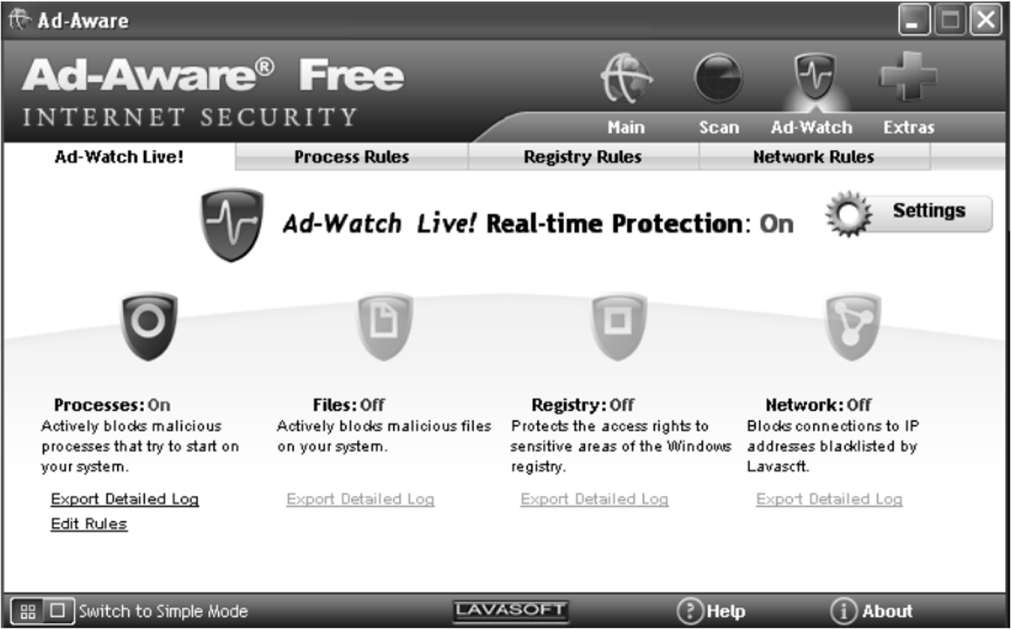 Ad-Aware
Ad-Aware® Free
INTERNET SECURITY
Main Scan Ad-Watch Extras
Ad-Watch Live! Process Rules Registry Rules Network Rules
Ad-Watch Live! Real-time Protection: On
Settings
Processes: On
Actively blocks malicious
processes that try to start on
your system.
Export Detailed Log
Edit Rules
Files: Off
Actively blocks malicious files
on your system.
Export Detailed Log
Registry: Off
Protects the access rights to
sensitive areas of the Windows
registry.
Export Detailed Log
Network: Off
Blocks connections to IP
addresses blacklisted by
Lavasoft.
Export Detailed Log
Switch to Simple Mode
LAVASOFT
Help
About